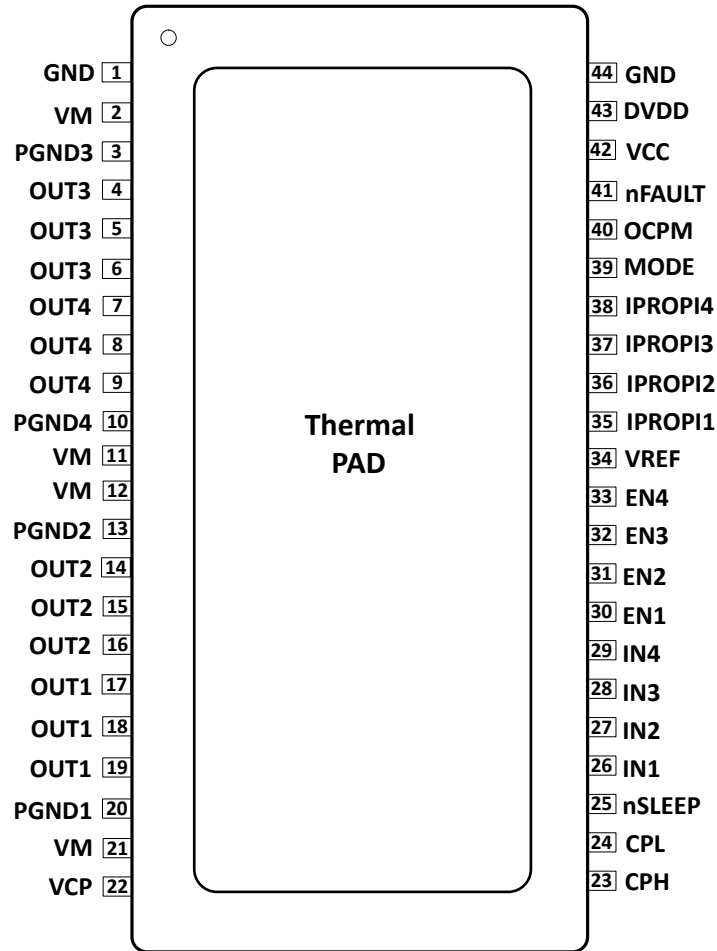 GND 1
VM 2
PGND3 3
OUT3 4
OUT3 5
OUT3 6
OUT4 7
OUT4 8
OUT4 9
PGND4 10
VM 11
VM 12
PGND2 13
OUT2 14
OUT2 15
OUT2 16
OUT1 17
OUT1 18
OUT1 19
PGND1 20
VM 21
VCP 22
Thermal
PAD
44 GND
43 DVDD
42 VCC
41 nFAULT
40 OCPM
39 MODE
38 IPROPI4
37 IPROPI3
36 IPROPI2
35 IPROPI1
34 VREF
33 EN4
32 EN3
31 EN2
30 EN1
29 IN4
28 IN3
27 IN2
26 IN1
25 nSLEEP
24 CPL
23 CPH